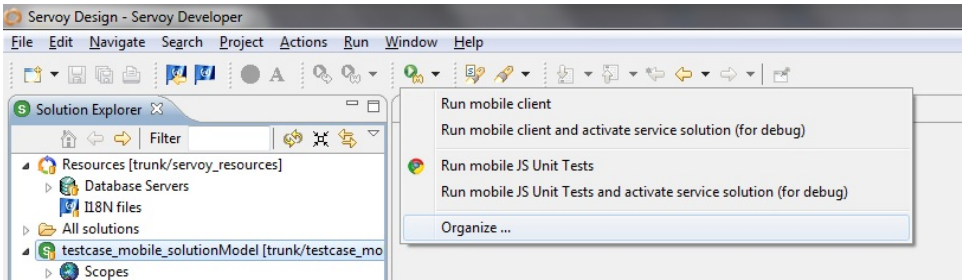 Servoy Design - Servoy Developer
File Edit Navigate Search Project Actions Run Window Help
Solution Explorer
Filter
Resources [trunk/servoy_resources]
Database Servers
I18N files
All solutions
testcase_mobile_solutionModel [trunk/testcase_mo
Scopes
Run mobile client
Run mobile client and activate service solution (for debug)
Run mobile JS Unit Tests
Run mobile JS Unit Tests and activate service solution (for debug)
Organize ...